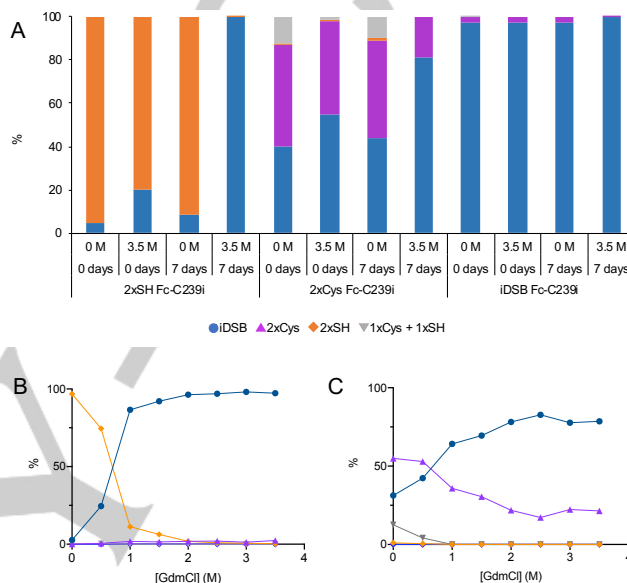 A
100
80
60
40
20
0
%
0 M 3.5 M 0 M 3.5 M 0 M 3.5 M 0 M 3.5 M 0 M 3.5 M 0 M 3.5 M
0 days 0 days 7 days 7 days 0 days 0 days 7 days 7 days 0 days 0 days 7 days 7 days
2xSH Fc-C239i 2xCys Fc-C239i iDSB Fc-C239i
iDSB 2xCys 2xSH 1xCys + 1xSH
B
100
50
0
%
0 1 2 3 4
[GdmCl] (M)
C
100
50
0
%
0 1 2 3 4
[GdmCl] (M)